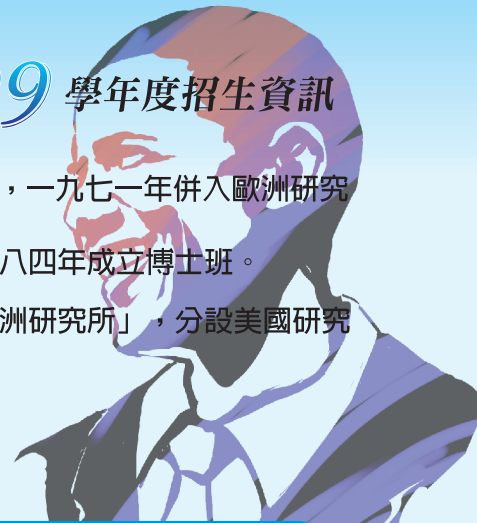 9 學年度招生資訊
，一九七一年併入歐洲研究
八四年成立博士班。
洲研究所」，分設美國研究